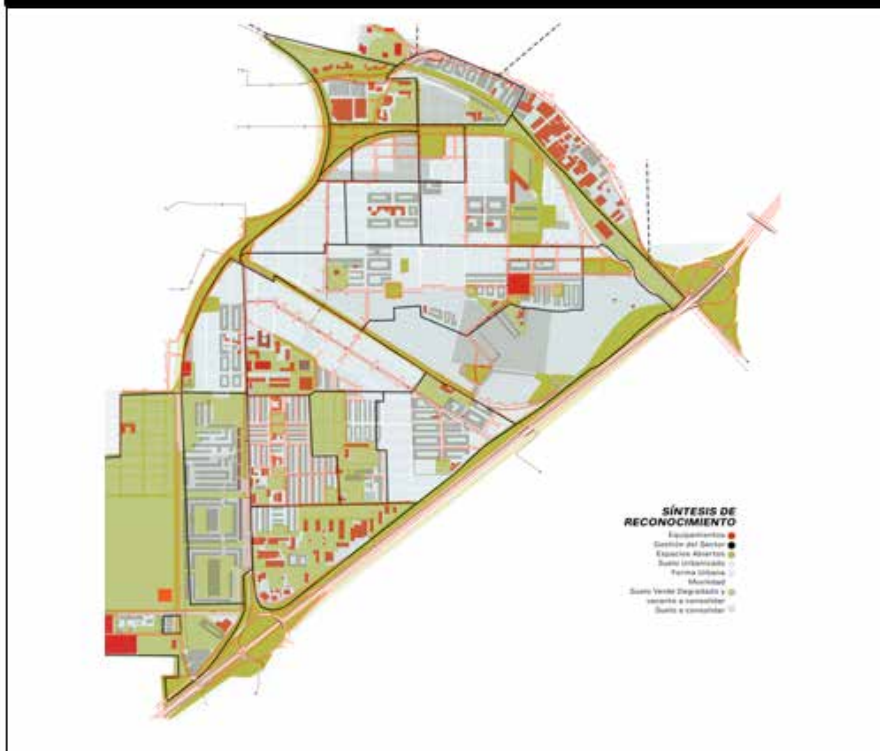 SÍNTESIS DE
RECONOCIMIENTO
Equipamientos
Gestión del Sector
Espacios Abiertos
Suelo Urbanizado
Forma Urbana
Movilidad
Suelo Verde Degradado y
vacante a consolidar
Suelo a consolidar